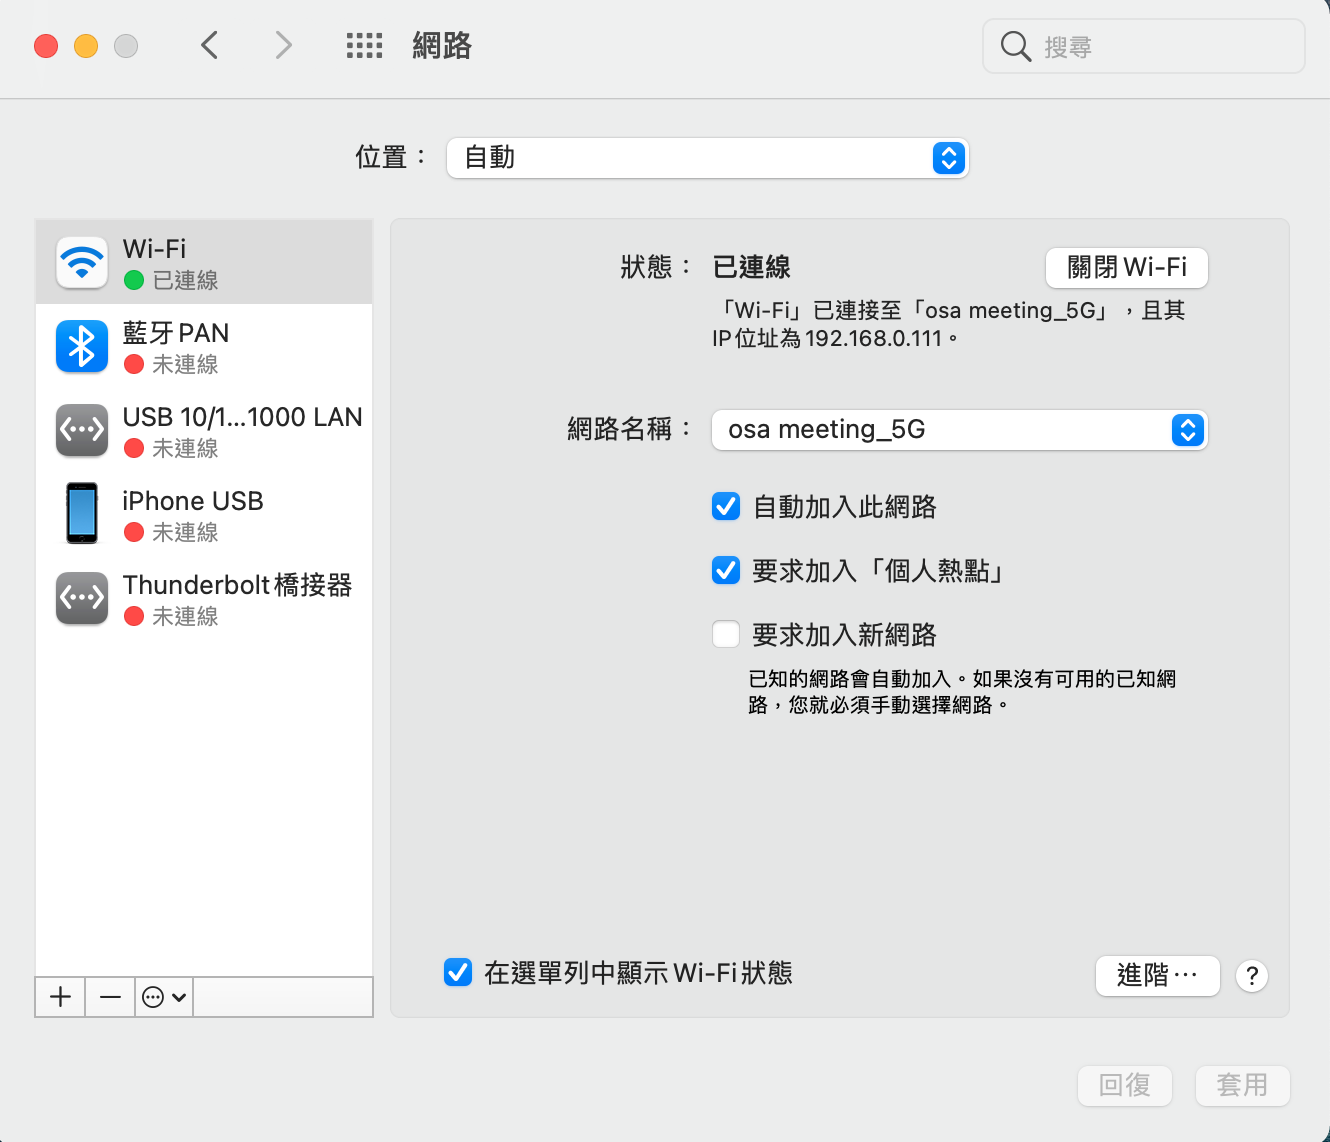 網路
搜尋
位置：
自動
Wi-Fi
已連線
藍牙 PAN
未連線
USB 10/1...1000 LAN
未連線
iPhone USB
未連線
Thunderbolt 橋接器
未連線
狀態：
已連線
關閉 Wi-Fi
「Wi-Fi」已連接至「osa meeting_5G」，且其
IP 位址為 192.168.0.111。
網路名稱：
osa meeting_5G
自動加入此網路
要求加入「個人熱點」
要求加入新網路
已知的網路會自動加入。如果沒有可用的已知網
路，您就必須手動選擇網路。
在選單列中顯示 Wi-Fi 狀態
進階⋯
?
回復
套用